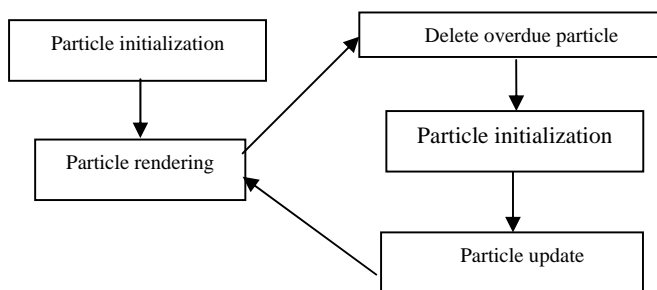 Particle initialization
Particle rendering
Delete overdue particle
Particle initialization
Particle update